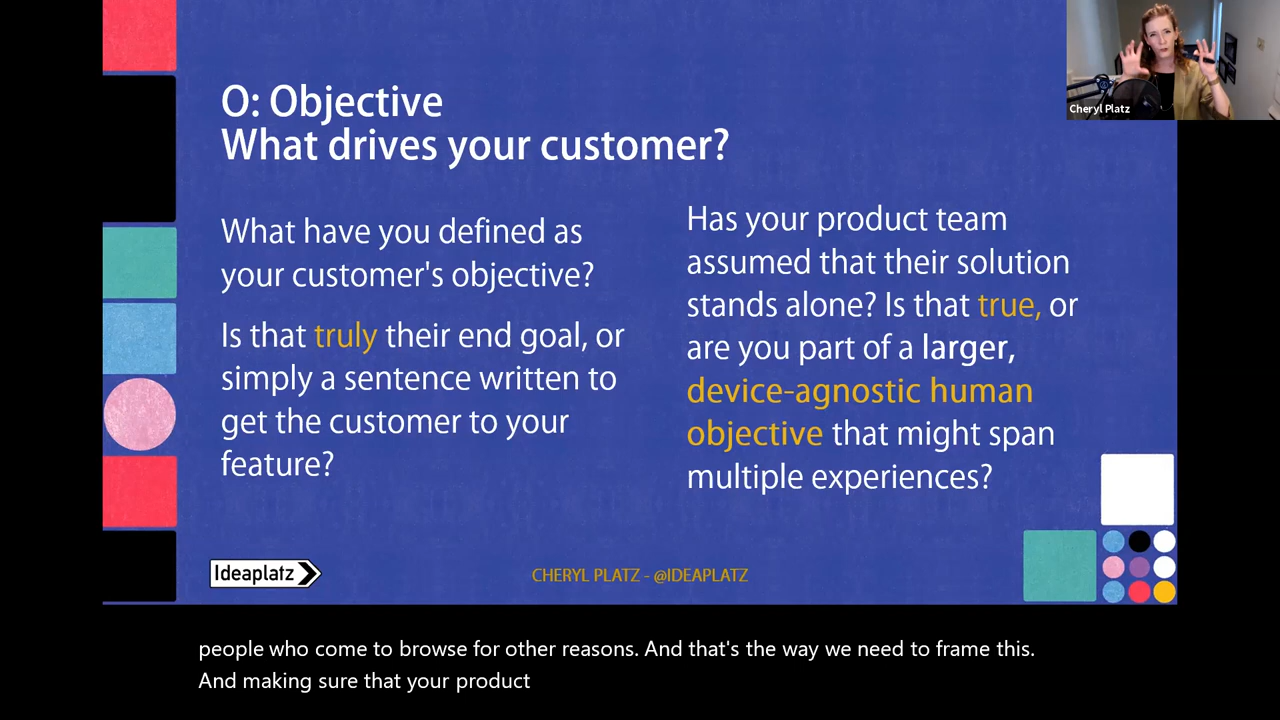 O: Objective
What drives your customer?
What have you defined as
your customer's objective?
Is that truly their end goal, or
simply a sentence written to
get the customer to your
feature?
Has your product team
assumed that their solution
stands alone? Is that true, or
are you part of a larger,
device-agnostic human
objective that might span
multiple experiences?
Cheryl Platz
Ideaplatz
CHERYL PLATZ - @IDEAPLATZ
people who come to browse for other reasons. And that's the way we need to frame this.
And making sure that your product